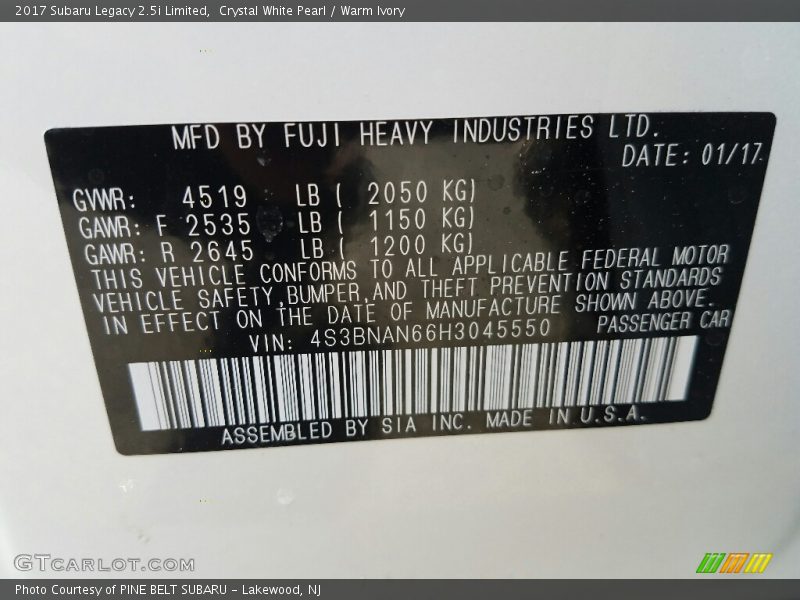 2017 Subaru Legacy 2.5i Limited,  Crystal White Pearl / Warm Ivory
MFD BY FUJI HEAVY INDUSTRIES LTD.
DATE: 01/17
GVWR: 4519 LB ( 2050 KG)
GAWR: F 2535 LB ( 1150 KG)
GAWR: R 2645 LB ( 1200 KG)
THIS VEHICLE CONFORMS TO ALL APPLICABLE FEDERAL MOTOR
VEHICLE SAFETY,BUMPER,AND THEFT PREVENTION STANDARDS
IN EFFECT ON THE DATE OF MANUFACTURE SHOWN ABOVE.
VIN: 4S3BNAN66H3045550 PASSENGER CAR
ASSEMBLED BY SIA INC. MADE IN U.S.A.
GTCARLOT.COM
Photo Courtesy of PINE BELT SUBARU - Lakewood, NJ